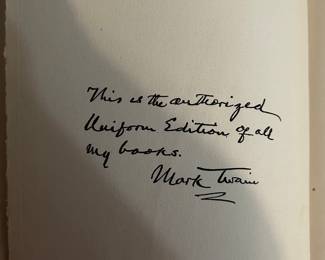 This is the authorized
Uniform Edition of all
my books.
Mark Twain